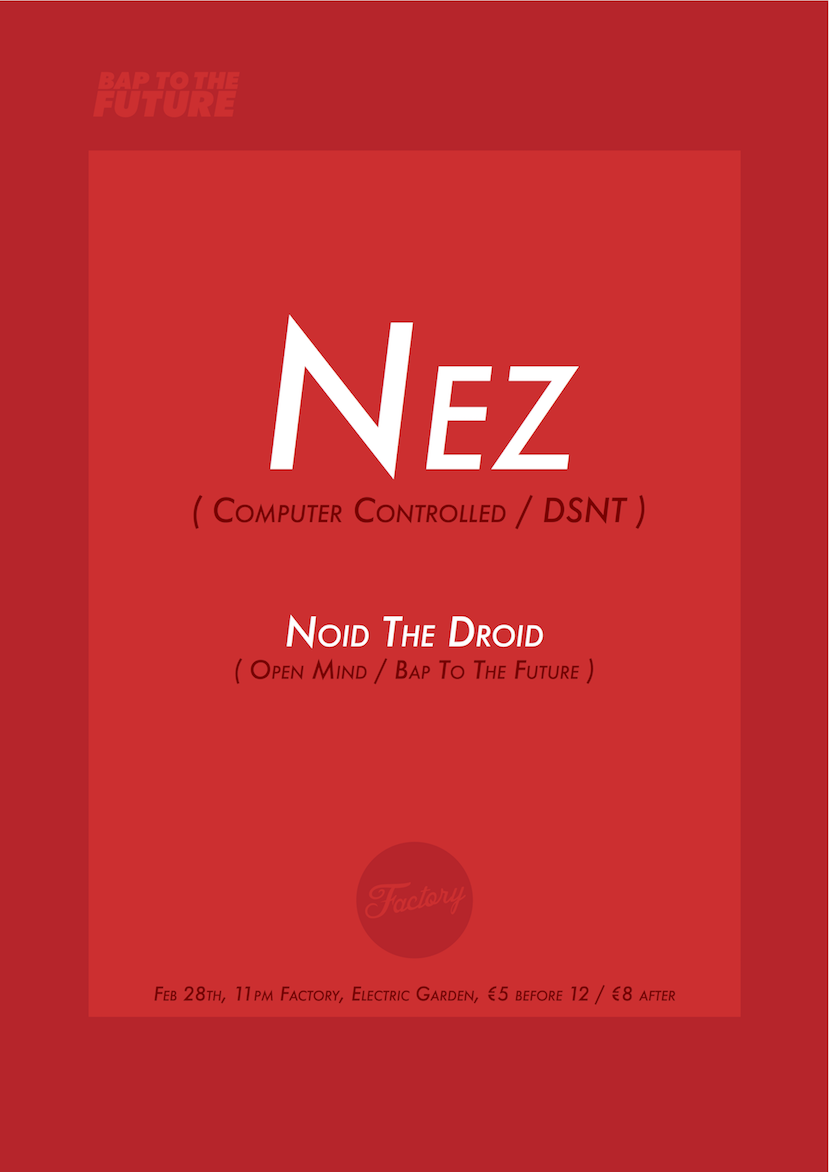 BAP TO THE
FUTURE
NEZ
( COMPUTER CONTROLLED / DSNT )
NOID THE DROID
( OPEN MIND / BAP TO THE FUTURE )
Factory
FEB 28TH, 11PM FACTORY, ELECTRIC GARDEN, €5 BEFORE 12 / €8 AFTER